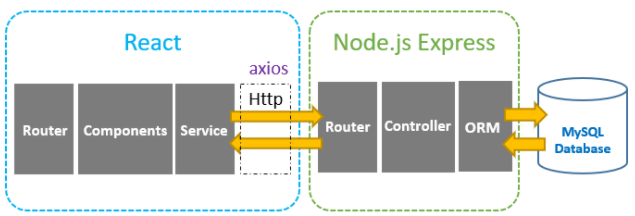 React
Node.js Express
axios
Http
Router
Components
Service
Router
Controller
ORM
MySQL
Database